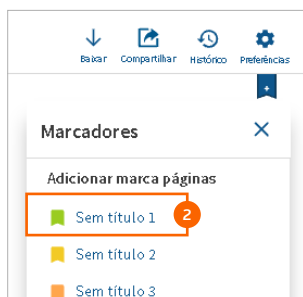 Baixar Compartilhar Histórico Preferências
+
Marcadores
Adicionar marca páginas
Sem título 1
2
Sem título 2
Sem título 3